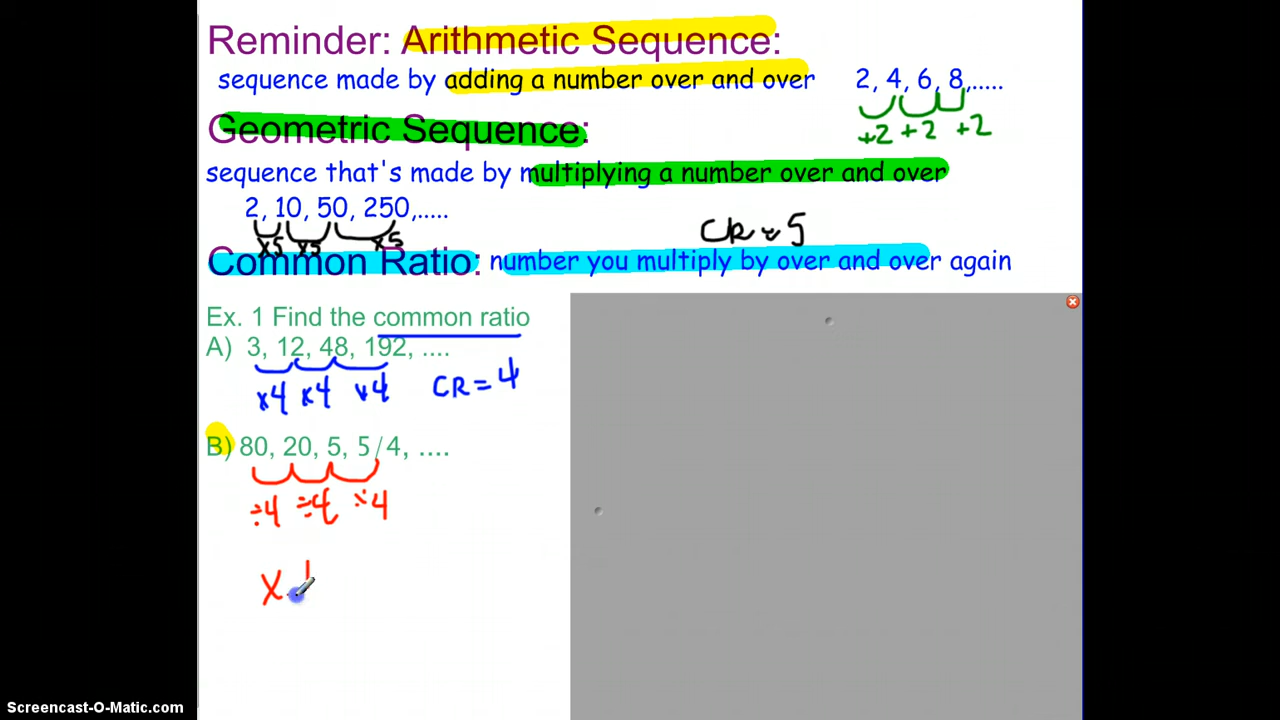 Reminder: Arithmetic Sequence:
sequence made by adding a number over and over 2, 4, 6, 8,.....
+2 +2 +2
Geometric Sequence:
sequence that's made by multiplying a number over and over
2, 10, 50, 250,.....
x5 x5 x5 CR = 5
Common Ratio: number you multiply by over and over again
Ex. 1 Find the common ratio
A) 3, 12, 48, 192, ....
x4 x4 x4 CR = 4
B) 80, 20, 5, 5/4, ....
÷4 ÷4 ÷4
x 1
Screencast-O-Matic.com